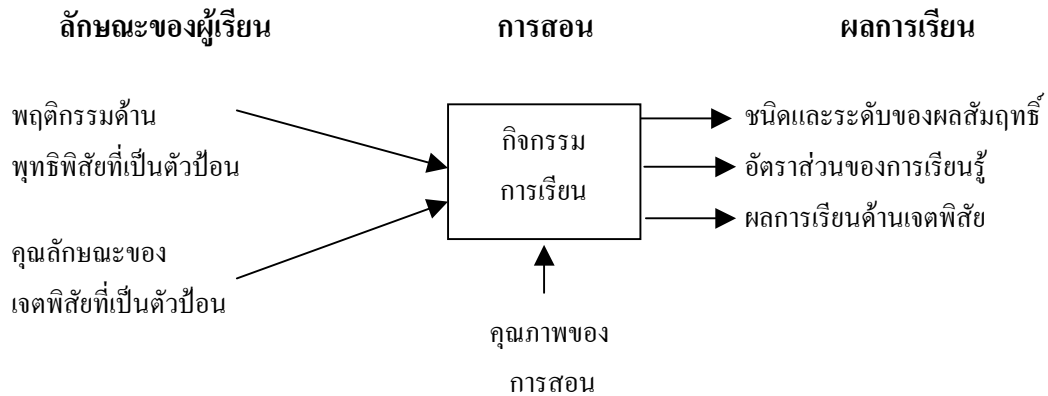 ลักษณะของผู้เรียน
การสอน
ผลการเรียน
พฤติกรรมด้าน
พุทธิพิสัยที่เป็นตัวป้อน
คุณลักษณะของ
เจตพิสัยที่เป็นตัวป้อน
กิจกรรม
การเรียน
คุณภาพของ
การสอน
ชนิดและระดับของผลสัมฤทธิ์
อัตราส่วนของการเรียนรู้
ผลการเรียนด้านเจตพิสัย